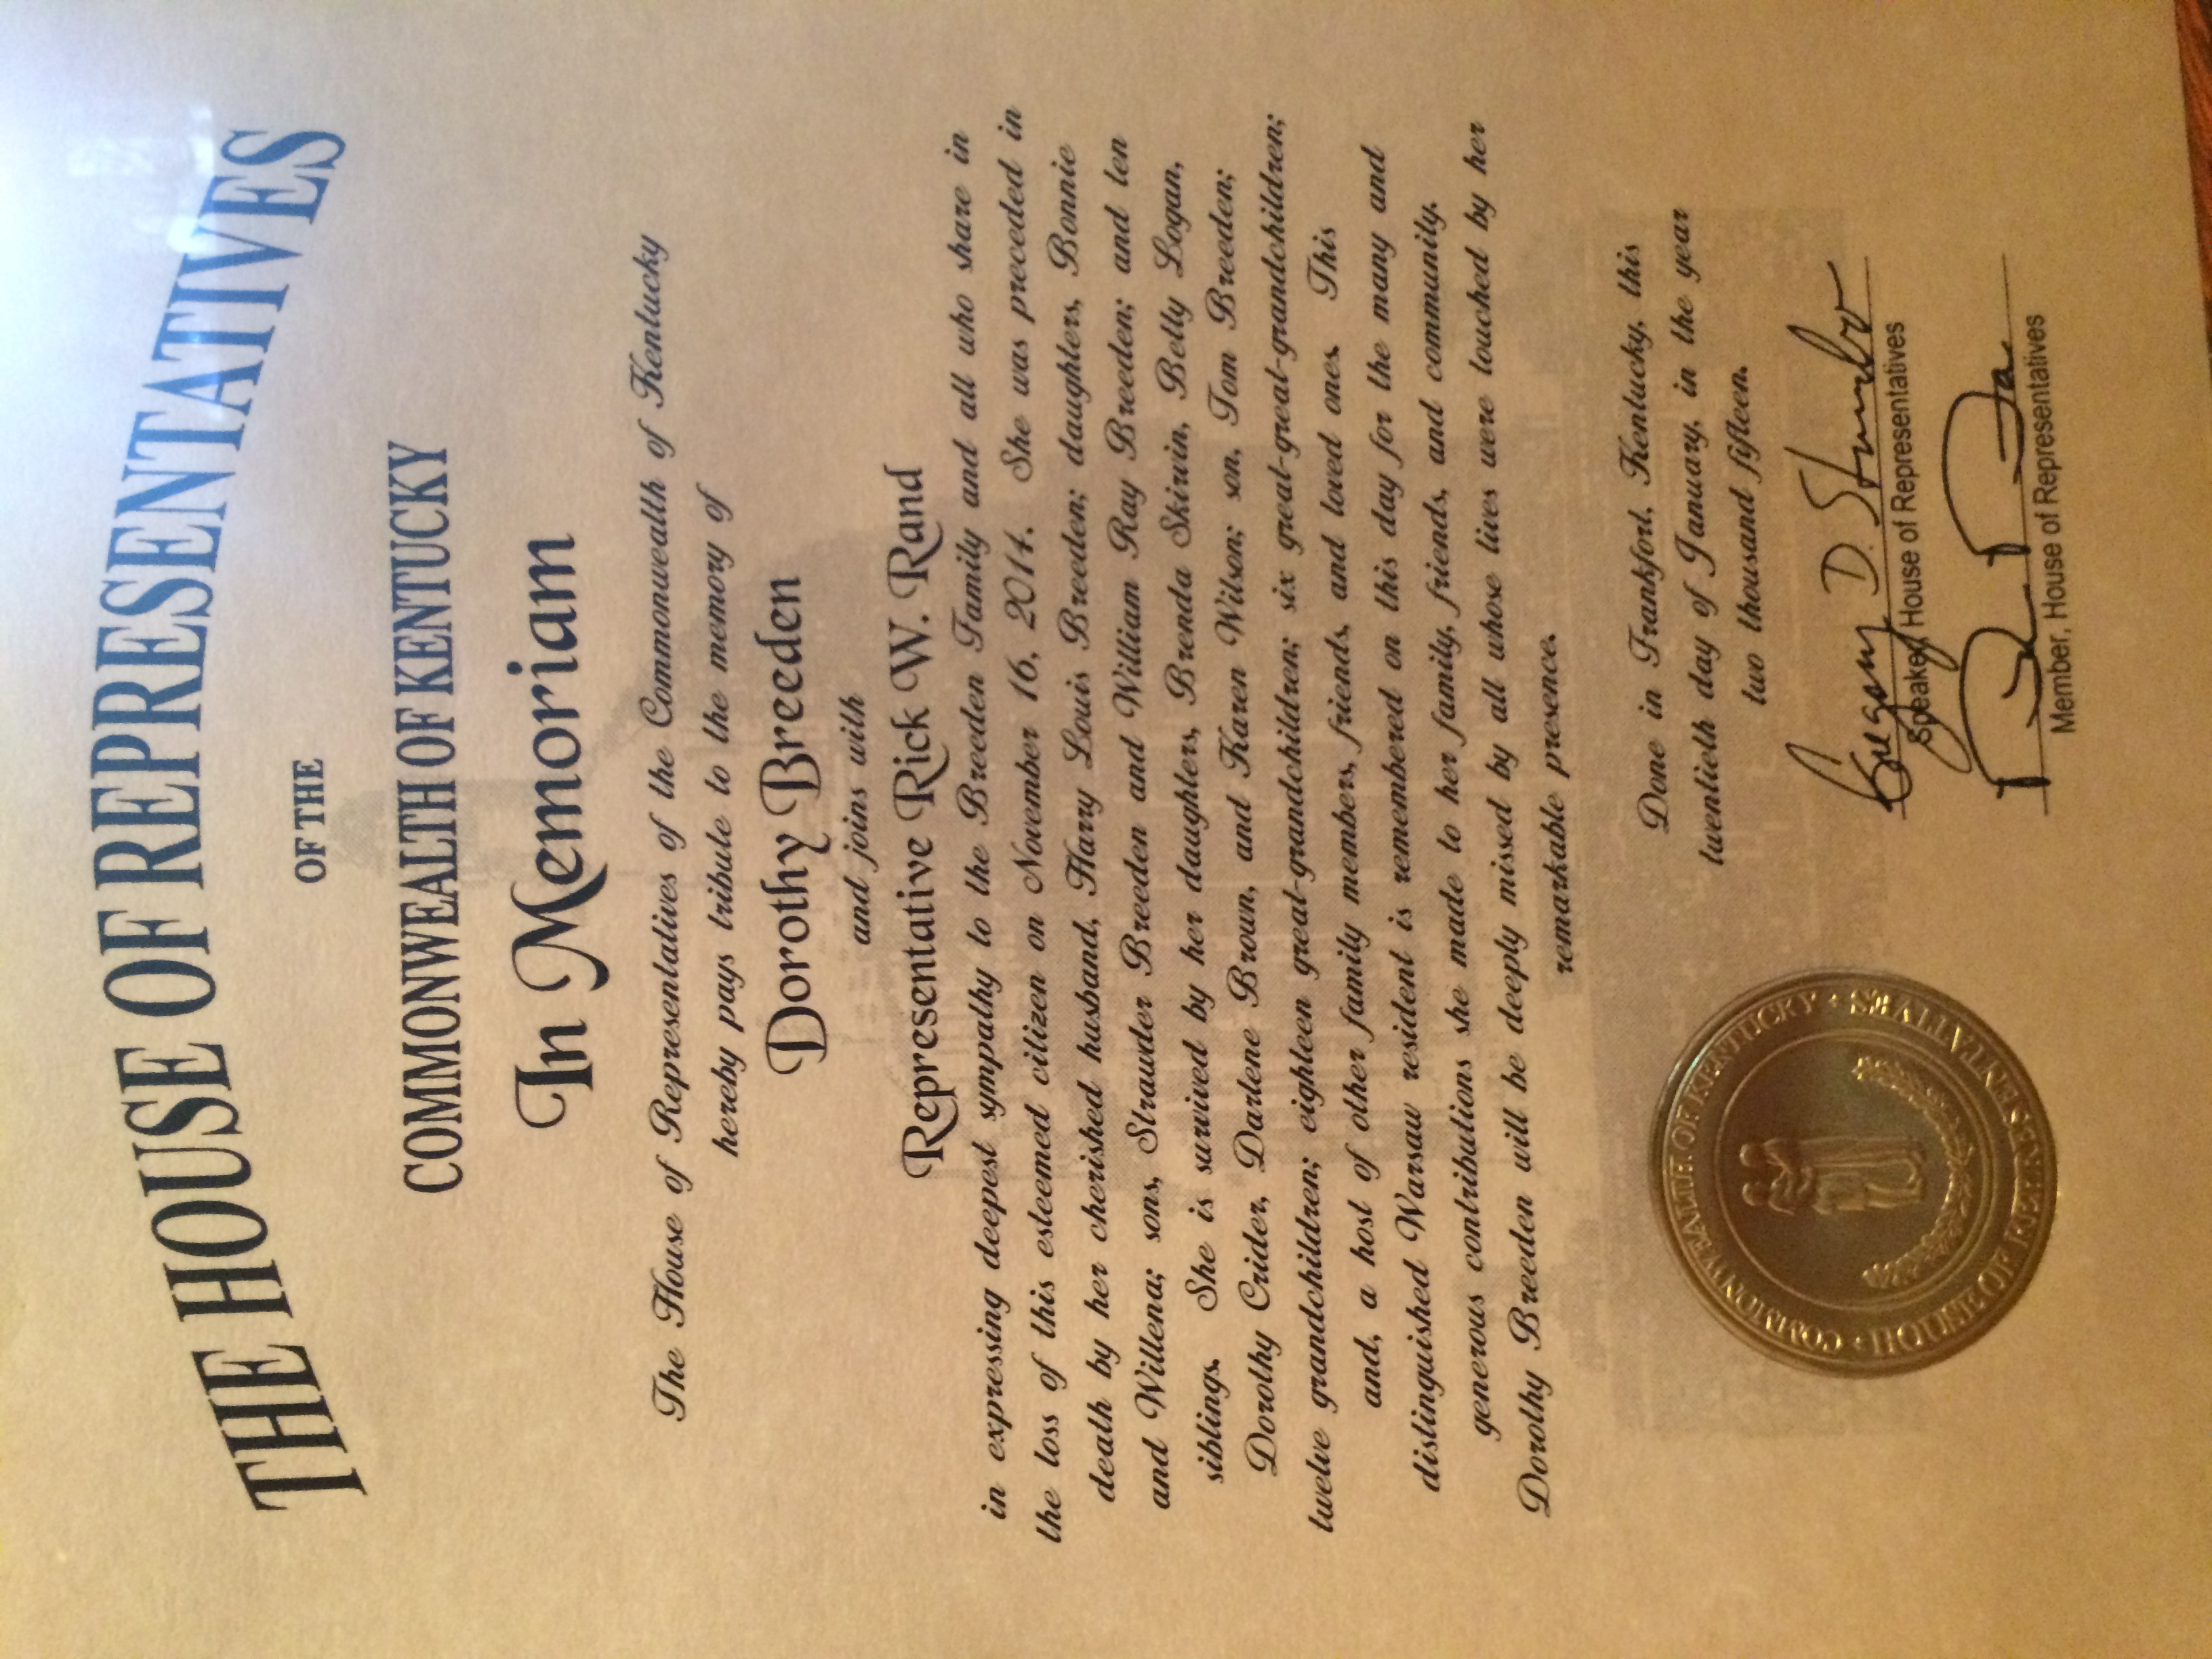 THE HOUSE OF REPRESENTATIVES
OF THE
COMMONWEALTH OF KENTUCKY
In Memoriam
The House of Representatives of the Commonwealth of Kentucky
hereby pays tribute to the memory of
Dorothy Breeden
and joins with
Representative Rick W. Rand
in expressing deepest sympathy to the Breeden Family and all who share in
the loss of this esteemed citizen on November 16, 2014. She was preceded in
death by her cherished husband, Harry Louis Breeden; daughters, Bonnie
and Willena; sons, Strawder Breeden and William Ray Breeden; and ten
siblings. She is survived by her daughters, Brenda Skirvin, Betty Logan,
Dorothy Crider, Darlene Brown, and Karen Wilson; son, Tom Breeden;
twelve grandchildren; eighteen great-grandchildren; six great-great-grandchildren;
and, a host of other family members, friends, and loved ones. This
distinguished Warsaw resident is remembered on this day for the many and
generous contributions she made to her family, friends, and community.
Dorothy Breeden will be deeply missed by all whose lives were touched by her
remarkable presence.
Done in Frankfort, Kentucky, this
twentieth day of January, in the year
two thousand fifteen.
Gregory D. Stumbo
Speaker, House of Representatives
Member, House of Representatives
COMMONWEALTH OF KENTUCKY
HOUSE OF REPRESENTATIVES